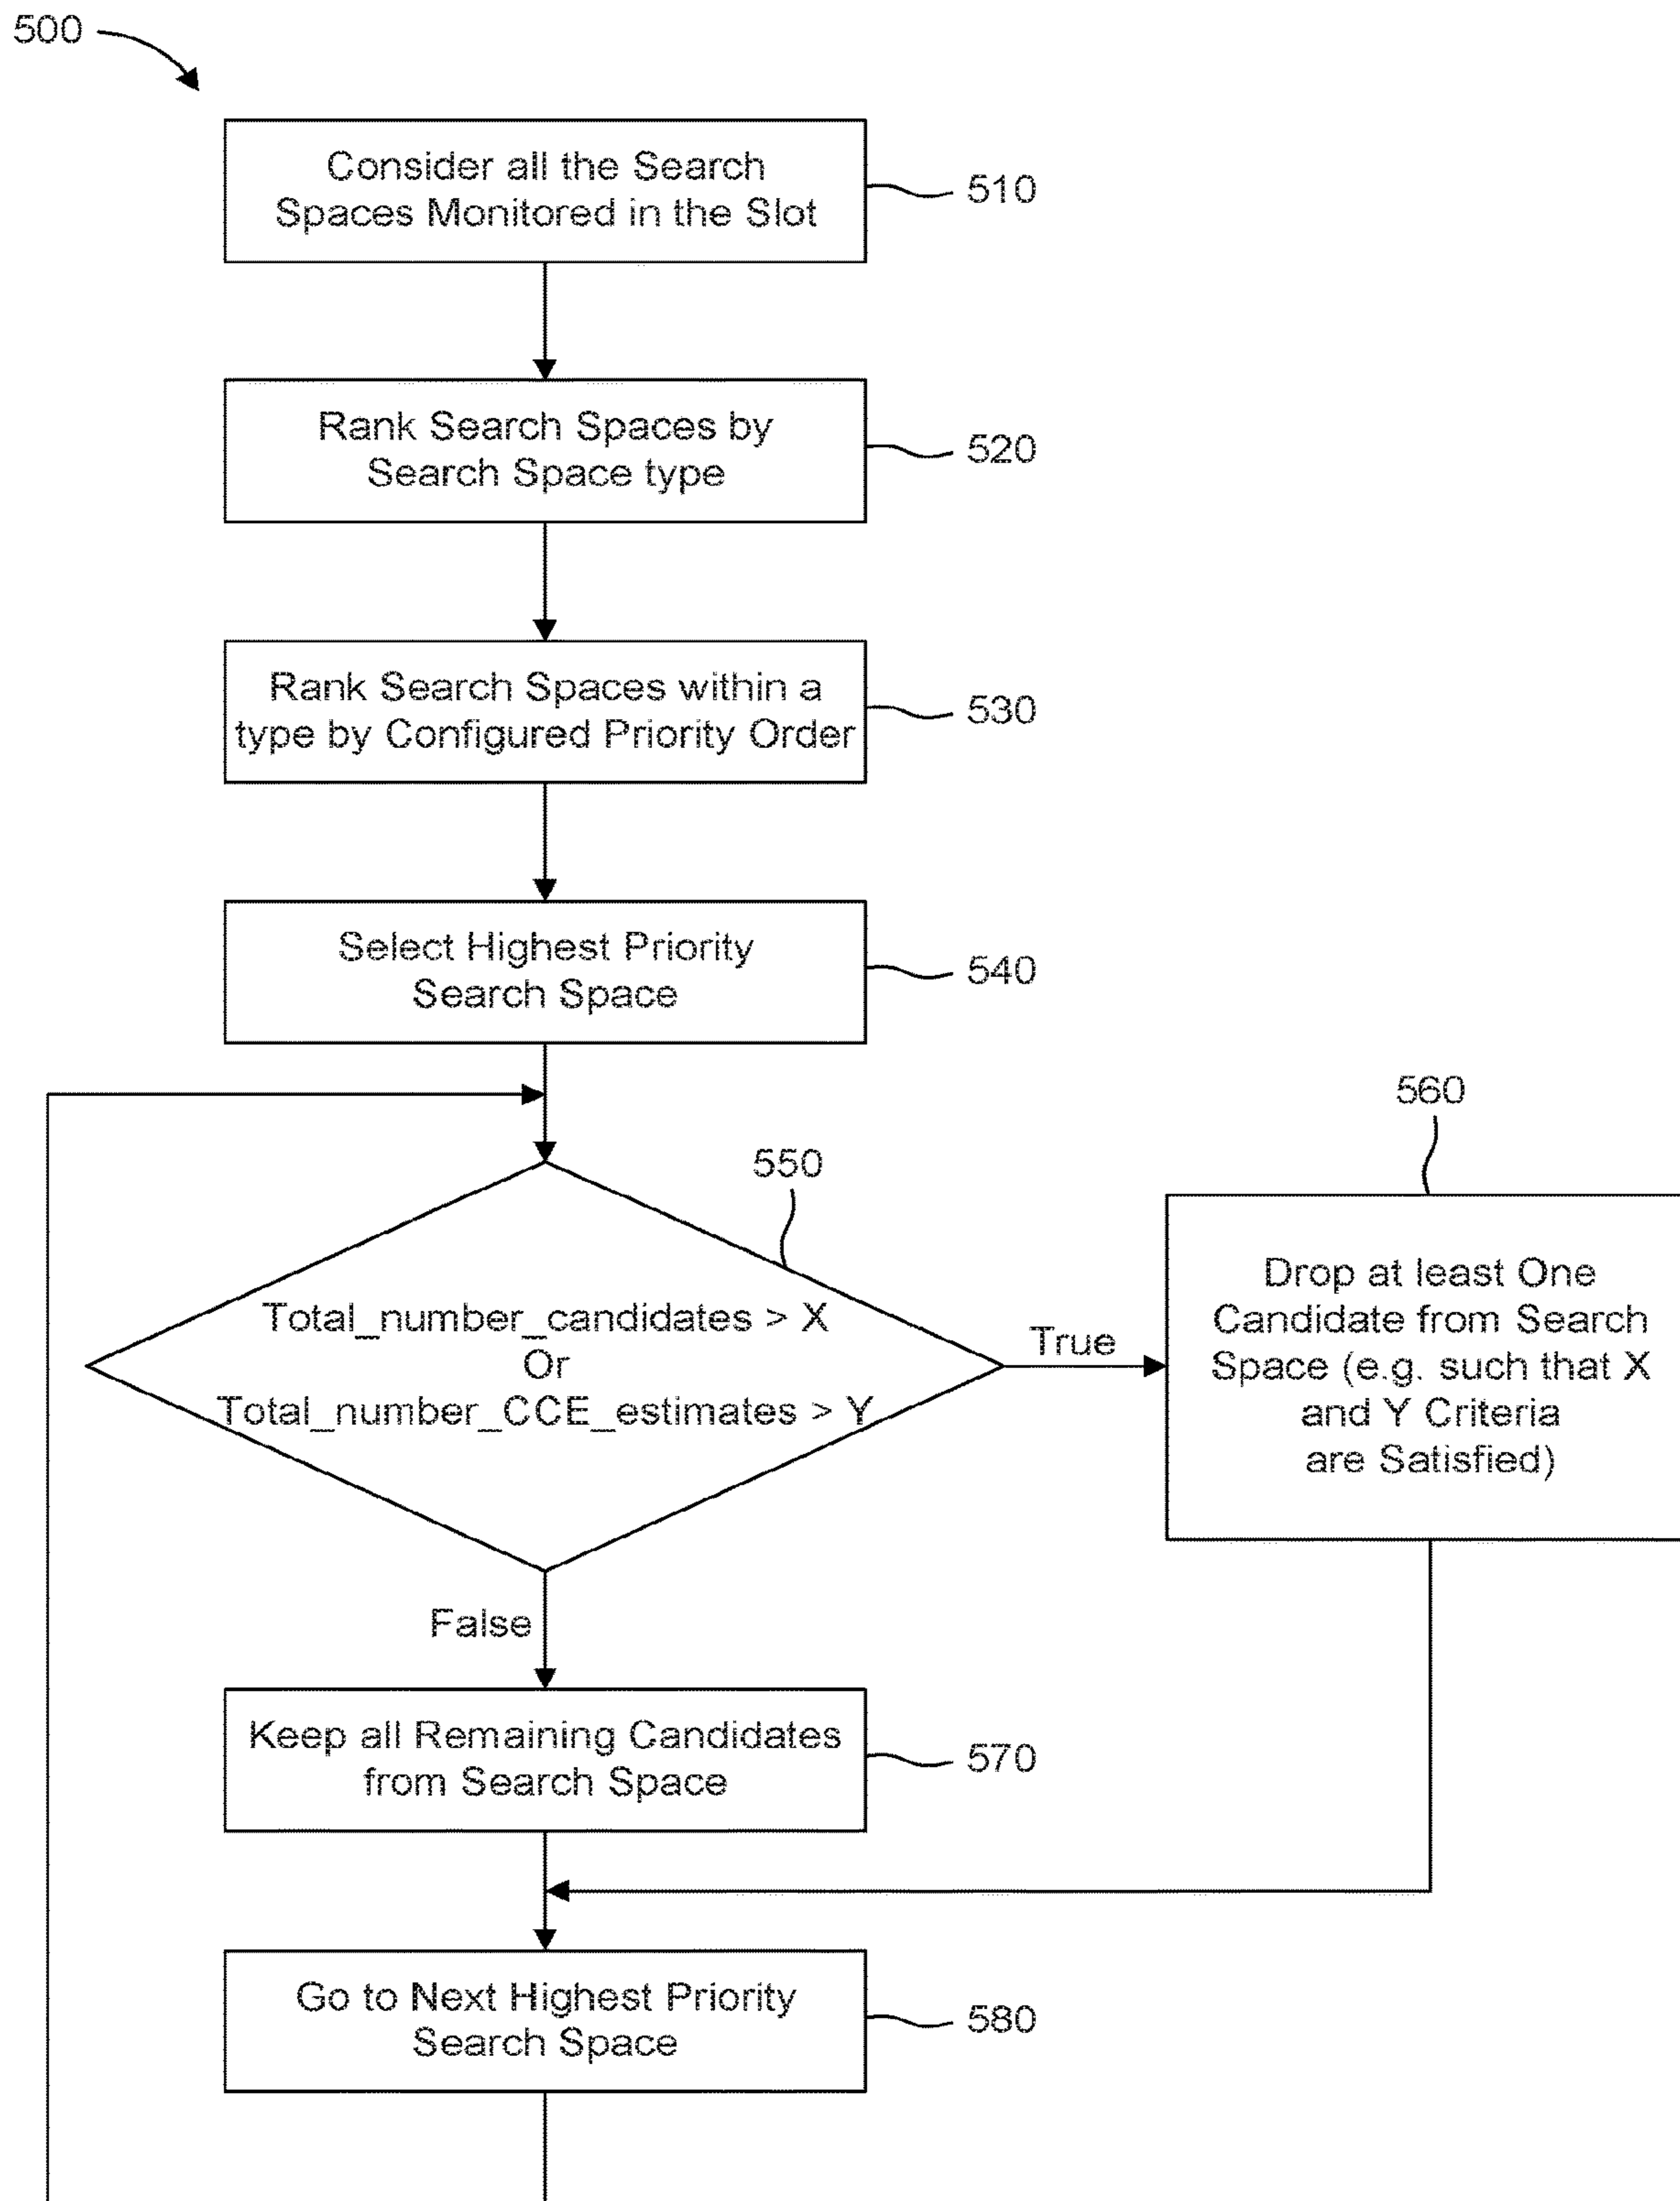 500
Consider all the Search
Spaces Monitored in the Slot
510
Rank Search Spaces by
Search Space type
520
Rank Search Spaces within a
type by Configured Priority Order
530
Select Highest Priority
Search Space
540
550
Total_number_candidates > X
Or
Total_number_CCE_estimates > Y
True
560
Drop at least One
Candidate from Search
Space (e.g. such that X
and Y Criteria
are Satisfied)
False
Keep all Remaining Candidates
from Search Space
570
Go to Next Highest Priority
Search Space
580